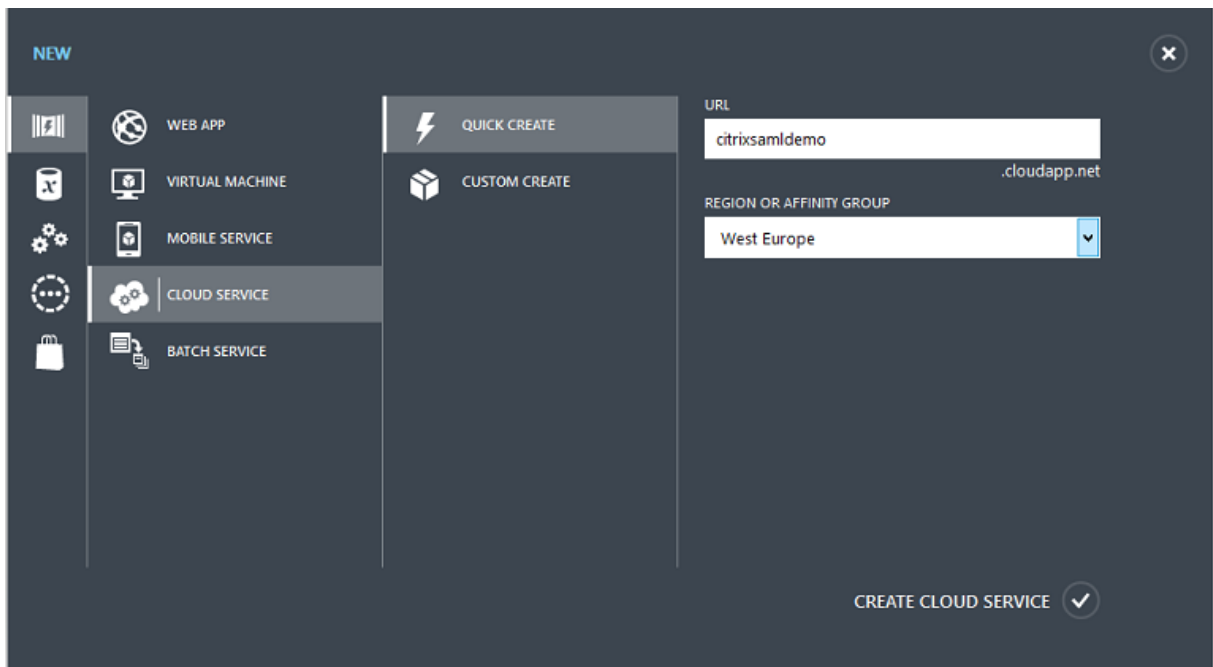 NEW
WEB APP
VIRTUAL MACHINE
MOBILE SERVICE
CLOUD SERVICE
BATCH SERVICE
QUICK CREATE
CUSTOM CREATE
URL
citrixsamldemo
.cloudapp.net
REGION OR AFFINITY GROUP
West Europe
CREATE CLOUD SERVICE